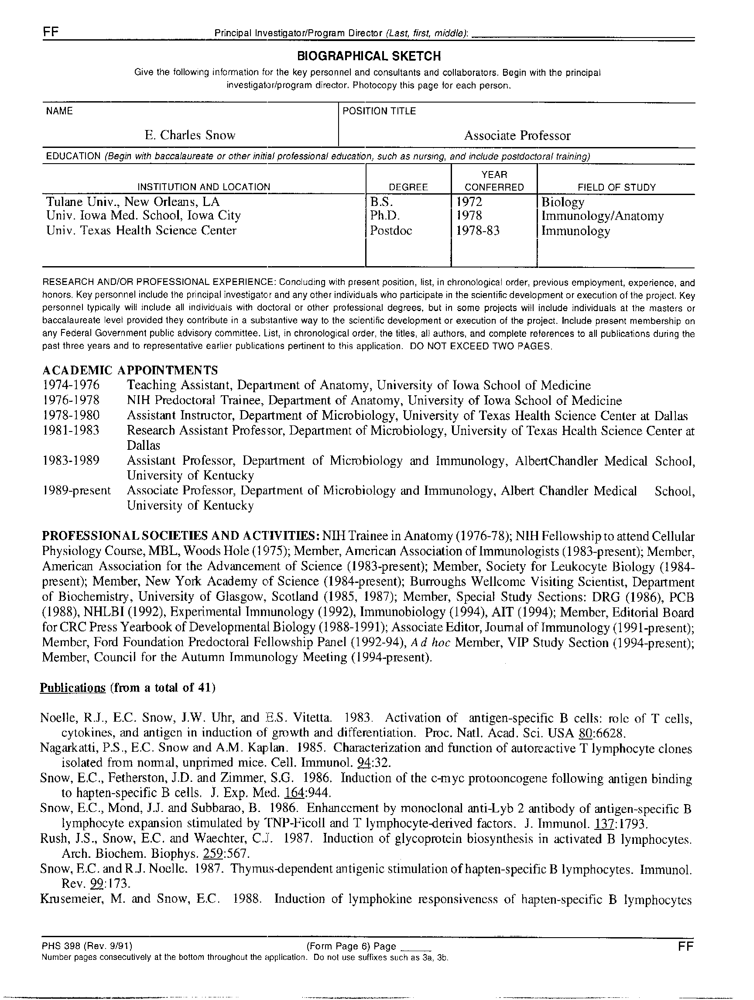 FF
Principal Investigator/Program Director (Last, first, middle):
BIOGRAPHICAL SKETCH
Give the following information for the key personnel and consultants and collaborators. Begin with the principal
investigator/program director. Photocopy this page for each person.
NAME
POSITION TITLE
E. Charles Snow
Associate Professor
EDUCATION (Begin with baccalaureate or other initial professional education, such as nursing, and include postdoctoral training)
INSTITUTION AND LOCATION DEGREE YEAR CONFERRED FIELD OF STUDY
Tulane Univ., New Orleans, LA B.S. 1972 Biology
Univ. Iowa Med. School, Iowa City Ph.D. 1978 Immunology/Anatomy
Univ. Texas Health Science Center Postdoc 1978-83 Immunology
RESEARCH AND/OR PROFESSIONAL EXPERIENCE: Concluding with present position, list, in chronological order, previous employment, experience, and
honors. Key personnel include the principal investigator and any other individuals who participate in the scientific development or execution of the project. Key
personnel typically will include all individuals with doctoral or other professional degrees, but in some projects will include individuals at the masters or
baccalaureate level provided they contribute in a substantive way to the scientific development or execution of the project. Include present membership on
any Federal Government public advisory committee. List, in chronological order, the titles, all authors, and complete references to all publications during the
past three years and to representative earlier publications pertinent to this application. DO NOT EXCEED TWO PAGES.
ACADEMIC APPOINTMENTS
1974-1976 Teaching Assistant, Department of Anatomy, University of Iowa School of Medicine
1976-1978 NIH Predoctoral Trainee, Department of Anatomy, University of Iowa School of Medicine
1978-1980 Assistant Instructor, Department of Microbiology, University of Texas Health Science Center at Dallas
1981-1983 Research Assistant Professor, Department of Microbiology, University of Texas Health Science Center at
Dallas
1983-1989 Assistant Professor, Department of Microbiology and Immunology, AlbertChandler Medical School,
University of Kentucky
1989-present Associate Professor, Department of Microbiology and Immunology, Albert Chandler Medical School,
University of Kentucky
PROFESSIONAL SOCIETIES AND ACTIVITIES: NIH Trainee in Anatomy (1976-78); NIH Fellowship to attend Cellular
Physiology Course, MBL, Woods Hole (1975); Member, American Association of Immunologists (1983-present); Member,
American Association for the Advancement of Science (1983-present); Member, Society for Leukocyte Biology (1984-
present); Member, New York Academy of Science (1984-present); Burroughs Wellcome Visiting Scientist, Department
of Biochemistry, University of Glasgow, Scotland (1985, 1987); Member, Special Study Sections: DRG (1986), PCB
(1988), NHLBI (1992), Experimental Immunology (1992), Immunobiology (1994), AIT (1994); Member, Editorial Board
for CRC Press Yearbook of Developmental Biology (1988-1991); Associate Editor, Journal of Immunology (1991-present);
Member, Ford Foundation Predoctoral Fellowship Panel (1992-94), Ad hoc Member, VIP Study Section (1994-present);
Member, Council for the Autumn Immunology Meeting (1994-present).
Publications (from a total of 41)
Noelle, R.J., E.C. Snow, J.W. Uhr, and E.S. Vitetta. 1983. Activation of antigen-specific B cells: role of T cells,
cytokines, and antigen in induction of growth and differentiation. Proc. Natl. Acad. Sci. USA 80:6628.
Nagarkatti, P.S., E.C. Snow and A.M. Kaplan. 1985. Characterization and function of autoreactive T lymphocyte clones
isolated from normal, unprimed mice. Cell. Immunol. 94:32.
Snow, E.C., Fetherston, J.D. and Zimmer, S.G. 1986. Induction of the c-myc protooncogene following antigen binding
to hapten-specific B cells. J. Exp. Med. 164:944.
Snow, E.C., Mond, J.J. and Subbarao, B. 1986. Enhancement by monoclonal anti-Lyb 2 antibody of antigen-specific B
lymphocyte expansion stimulated by TNP-Ficoll and T lymphocyte-derived factors. J. Immunol. 137:1793.
Rush, J.S., Snow, E.C. and Waechter, C.J. 1987. Induction of glycoprotein biosynthesis in activated B lymphocytes.
Arch. Biochem. Biophys. 259:567.
Snow, E.C. and R.J. Noelle. 1987. Thymus-dependent antigenic stimulation of hapten-specific B lymphocytes. Immunol.
Rev. 99:173.
Krusemeier, M. and Snow, E.C. 1988. Induction of lymphokine responsiveness of hapten-specific B lymphocytes
PHS 398 (Rev. 9/91) (Form Page 6) Page FF
Number pages consecutively at the bottom throughout the application. Do not use suffixes such as 3a, 3b.